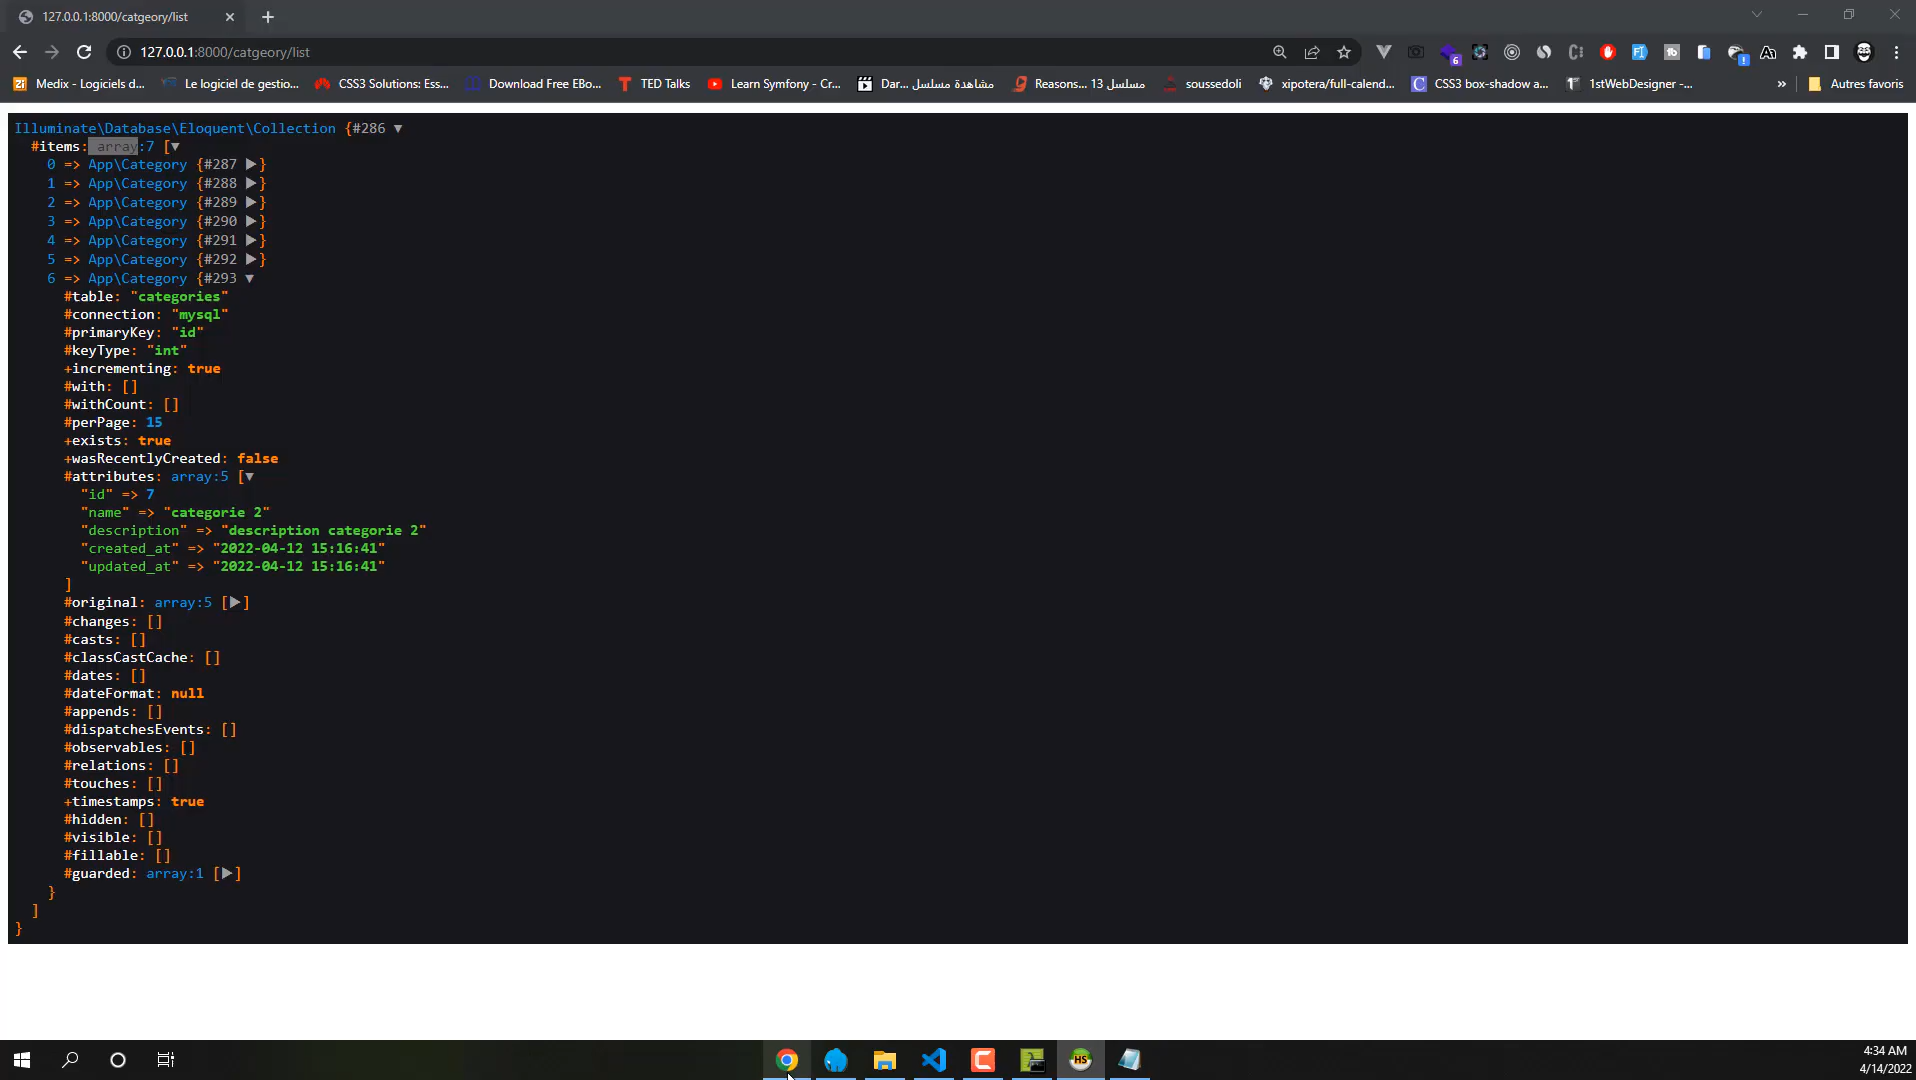 127.0.0.1:8000/catgeory/list
127.0.0.1:8000/catgeory/list
Medix - Logiciels d... Le logiciel de gestio... CSS3 Solutions: Ess... Download Free EBo... TED Talks Learn Symfony - Cr... Dar... مشاهدة مسلسل Reasons... 13 مسلسل soussedoli xipotera/full-calend... CSS3 box-shadow a... 1stWebDesigner -... » Autres favoris
Illuminate\Database\Eloquent\Collection {#286 ▼
#items: array:7 [▼
0 => App\Category {#287 ▶}
1 => App\Category {#288 ▶}
2 => App\Category {#289 ▶}
3 => App\Category {#290 ▶}
4 => App\Category {#291 ▶}
5 => App\Category {#292 ▶}
6 => App\Category {#293 ▼
#table: "categories"
#connection: "mysql"
#primaryKey: "id"
#keyType: "int"
+incrementing: true
#with: []
#withCount: []
#perPage: 15
+exists: true
+wasRecentlyCreated: false
#attributes: array:5 [▼
"id" => 7
"name" => "categorie 2"
"description" => "description categorie 2"
"created_at" => "2022-04-12 15:16:41"
"updated_at" => "2022-04-12 15:16:41"
]
#original: array:5 [▶]
#changes: []
#casts: []
#classCastCache: []
#dates: []
#dateFormat: null
#appends: []
#dispatchesEvents: []
#observables: []
#relations: []
#touches: []
+timestamps: true
#hidden: []
#visible: []
#fillable: []
#guarded: array:1 [▶]
}
]
}
HS
4:34 AM
4/14/2022